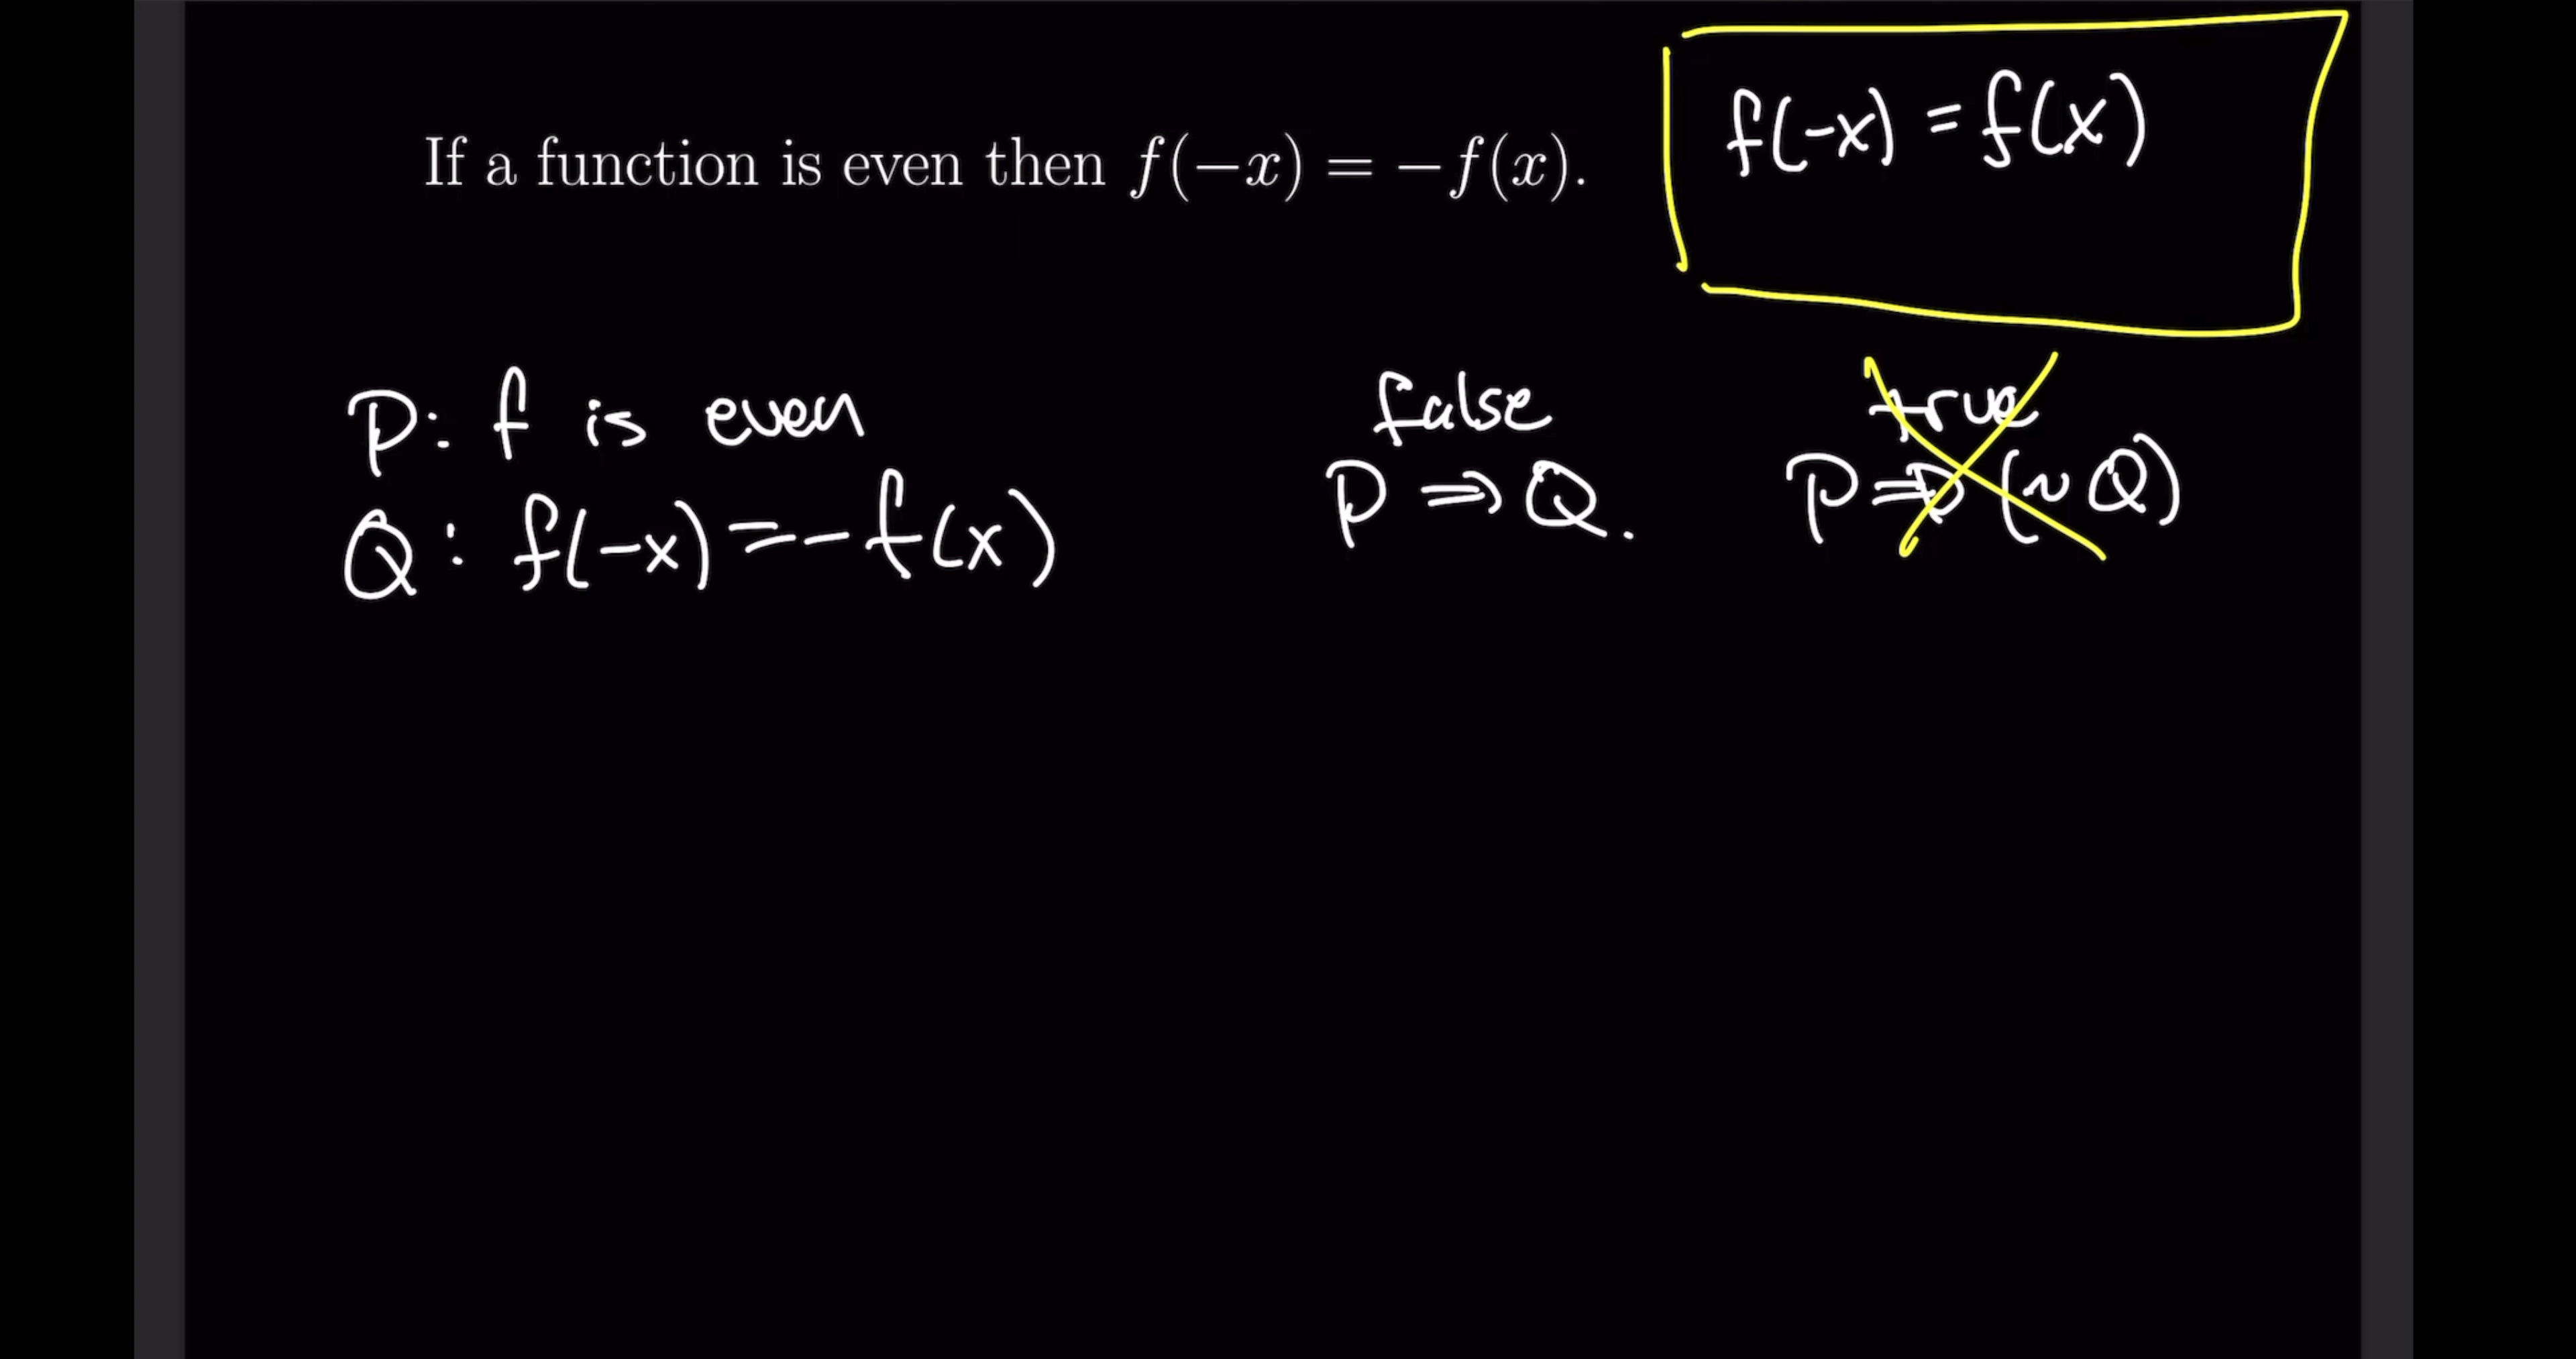 If a function is even then f(−x) = −f(x).
f(-x) = f(x)
P: f is even
Q: f(-x) = -f(x)
false
P ⇒ Q.
true
P ⇒ (~Q)